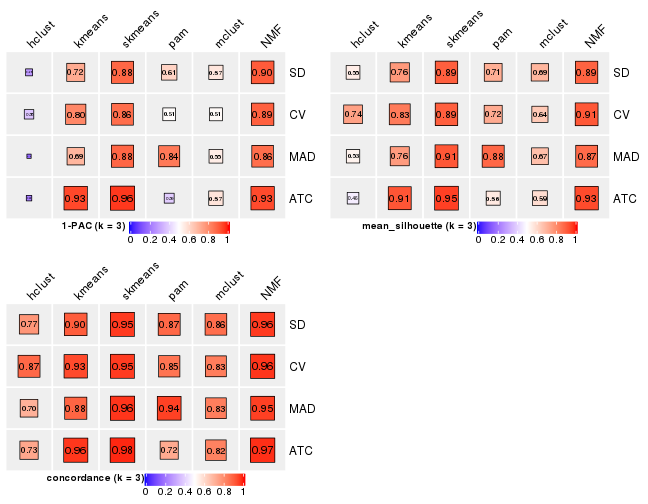 hclust kmeans skmeans pam mclust NMF
0.72 0.88 0.61 0.57 0.90 SD
0.80 0.86 0.51 0.51 0.89 CV
0.69 0.88 0.84 0.55 0.86 MAD
0.93 0.96 0.57 0.93 ATC
1-PAC (k = 3)
0 0.2 0.4 0.6 0.8 1
hclust kmeans skmeans pam mclust NMF
0.55 0.76 0.89 0.71 0.69 0.89 SD
0.74 0.83 0.89 0.72 0.64 0.91 CV
0.53 0.76 0.91 0.88 0.67 0.87 MAD
0.91 0.95 0.56 0.59 0.93 ATC
mean_silhouette (k = 3)
0 0.2 0.4 0.6 0.8 1
hclust kmeans skmeans pam mclust NMF
0.77 0.90 0.95 0.87 0.86 0.96 SD
0.87 0.93 0.95 0.85 0.83 0.96 CV
0.70 0.88 0.96 0.94 0.83 0.95 MAD
0.73 0.96 0.98 0.72 0.82 0.97 ATC
concordance (k = 3)
0 0.2 0.4 0.6 0.8 1